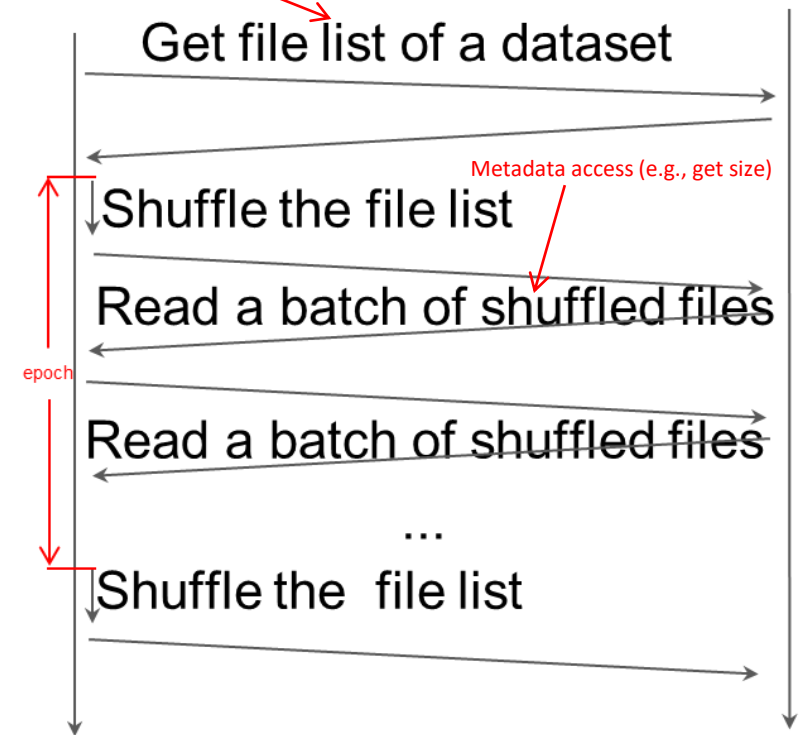 Get file list of a dataset
Metadada access (e.g., get size)
Shuffle the file list
Read a batch of shuffled files
epoch
Read a batch of shuffled files
...
Shuffle the file list